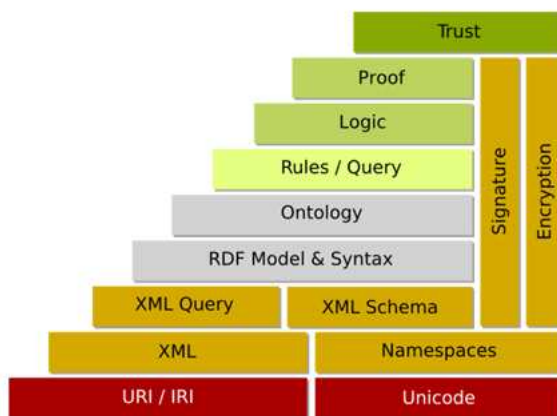 Trust
Proof
Logic
Rules / Query
Ontology
RDF Model & Syntax
Signature
Encryption
XML Query
XML Schema
XML
Namespaces
URI / IRI
Unicode